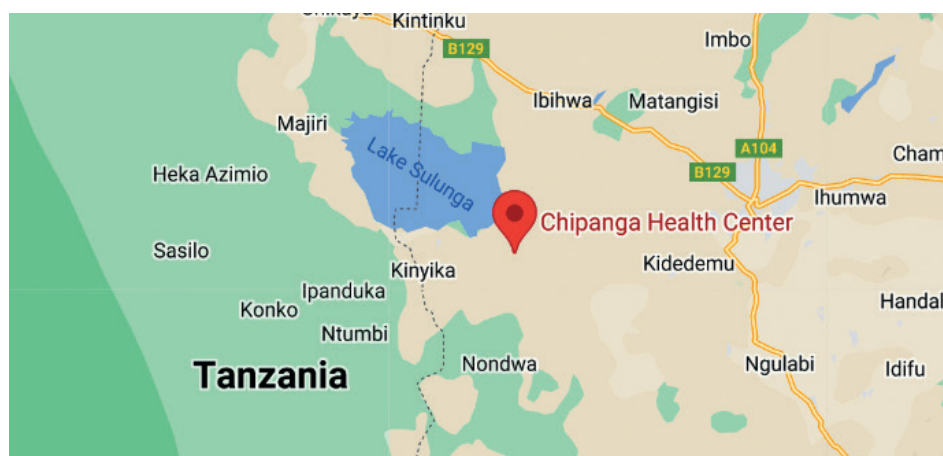 Kintinku
B129
Imbo
Ibihwa
Matangisi
Majiri
A104
Lake Sulunga
Cham
Heka Azimio
B129
Ihumwa
Chipanga Health Center
Sasilo
Kinyika
Kidedemu
Ipanduka
Konko
Handal
Ntumbi
Nondwa
Ngulabi
Tanzania
Idifu